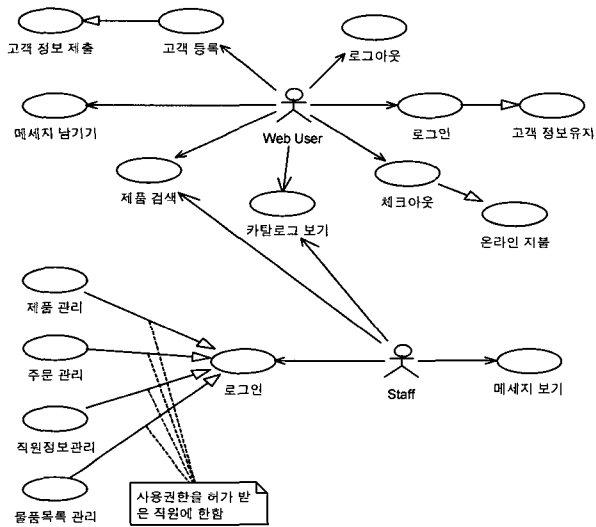 고객 정보 제출
고객 등록
로그아웃
메세지 남기기
Web User
로그인
고객 정보유지
제품 검색
카탈로그 보기
체크아웃
온라인 지불
제품 관리
주문 관리
로그인
Staff
메세지 보기
직원정보관리
물품목록 관리
사용권한을 허가 받
은 직원에 한함